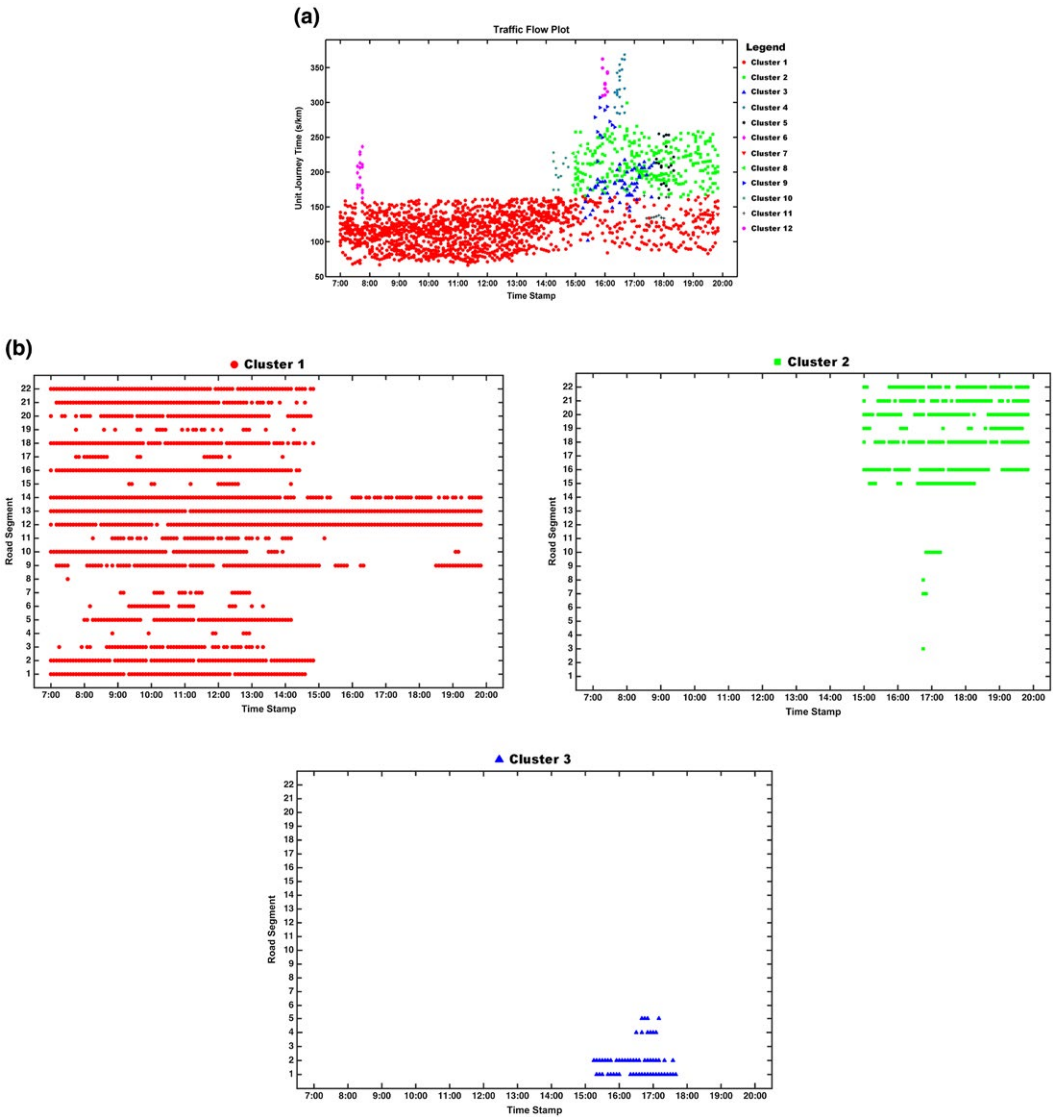 (a)
Traffic Flow Plot
Unit Journey Time (s/km)
350
300
250
200
150
100
50
7:00 8:00 9:00 10:00 11:00 12:00 13:00 14:00 15:00 16:00 17:00 18:00 19:00 20:00
Time Stamp
Legend
Cluster 1
Cluster 2
Cluster 3
Cluster 4
Cluster 5
Cluster 6
Cluster 7
Cluster 8
Cluster 9
Cluster 10
Cluster 11
Cluster 12
(b)
Cluster 1
Road Segment
22
21
20
19
18
17
16
15
14
13
12
11
10
9
8
7
6
5
4
3
2
1
7:00 8:00 9:00 10:00 11:00 12:00 13:00 14:00 15:00 16:00 17:00 18:00 19:00 20:00
Time Stamp
Cluster 2
Road Segment
22
21
20
19
18
16
15
14
13
12
11
10
8
7
6
5
4
3
2
1
7:00 8:00 9:00 10:00 11:00 12:00 13:00 14:00 15:00 16:00 17:00 18:00 19:00 20:00
Time Stamp
Cluster 3
Road Segment
22
21
20
19
18
17
16
15
14
13
12
11
10
9
8
7
6
5
4
3
2
1
7:00 8:00 9:00 10:00 11:00 12:00 13:00 14:00 15:00 16:00 17:00 18:00 19:00 20:00
Time Stamp